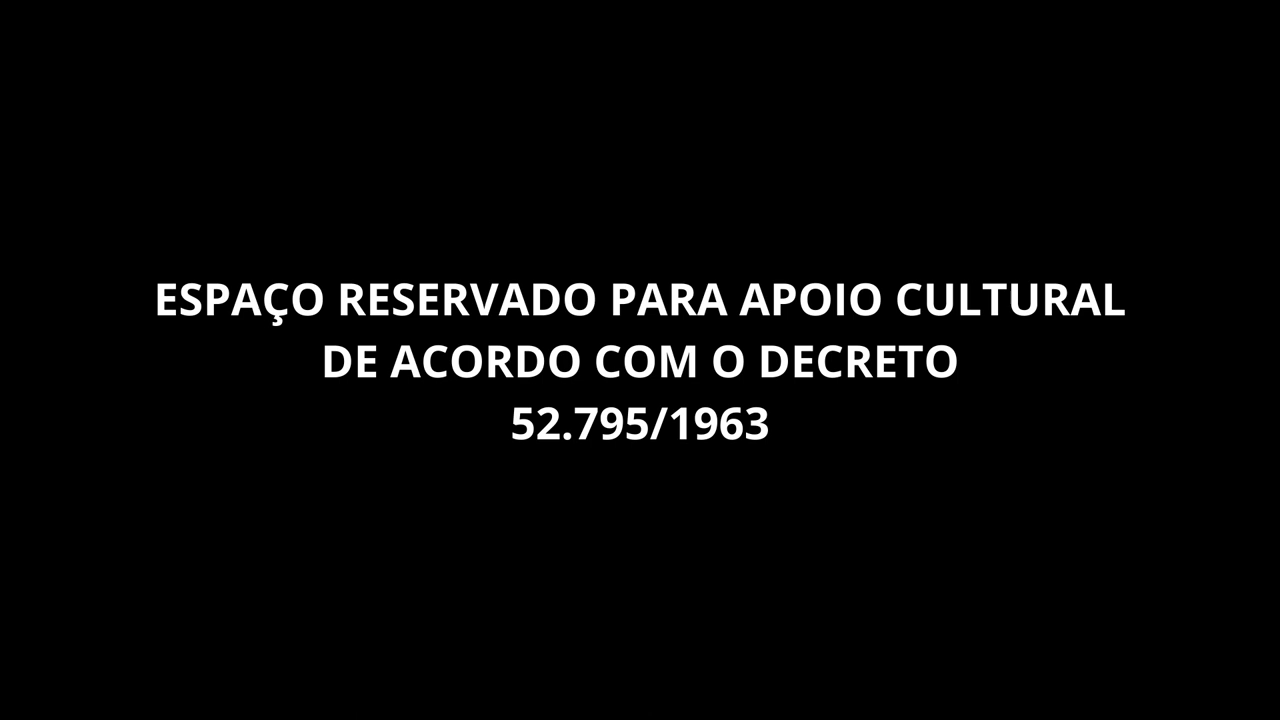 ESPAÇO RESERVADO PARA APOIO CULTURAL
DE ACORDO COM O DECRETO
52.795/1963